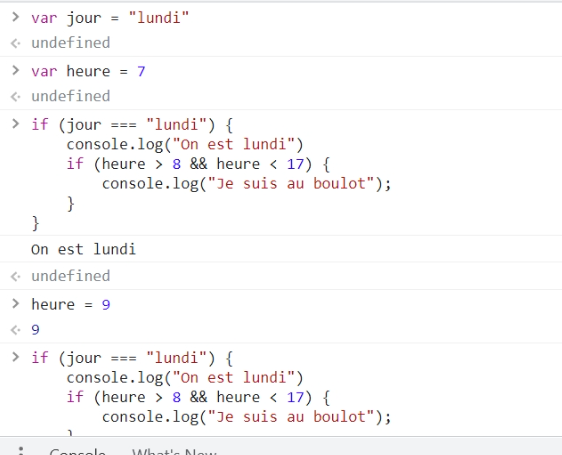 > var jour = "lundi"
<· undefined
> var heure = 7
<· undefined
> if (jour === "lundi") {
    console.log("On est lundi")
    if (heure > 8 && heure < 17) {
        console.log("Je suis au boulot");
    }
}
On est lundi
<· undefined
> heure = 9
<· 9
> if (jour === "lundi") {
    console.log("On est lundi")
    if (heure > 8 && heure < 17) {
        console.log("Je suis au boulot");
    }
⋮ Console What's New